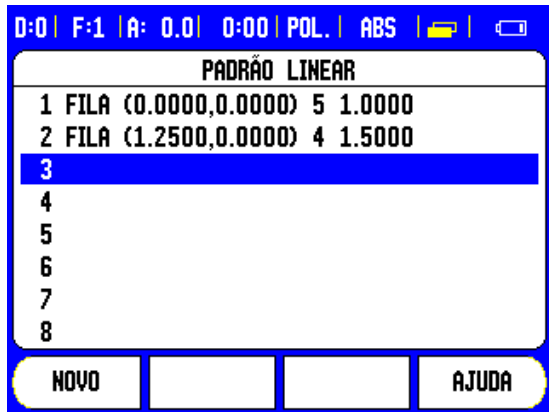 D:0| F:1 |A: 0.0| 0:00|POL.| ABS
PADRÃO LINEAR
1 FILA (0.0000,0.0000) 5 1.0000
2 FILA (1.2500,0.0000) 4 1.5000
3
4
5
6
7
8
NOVO AJUDA